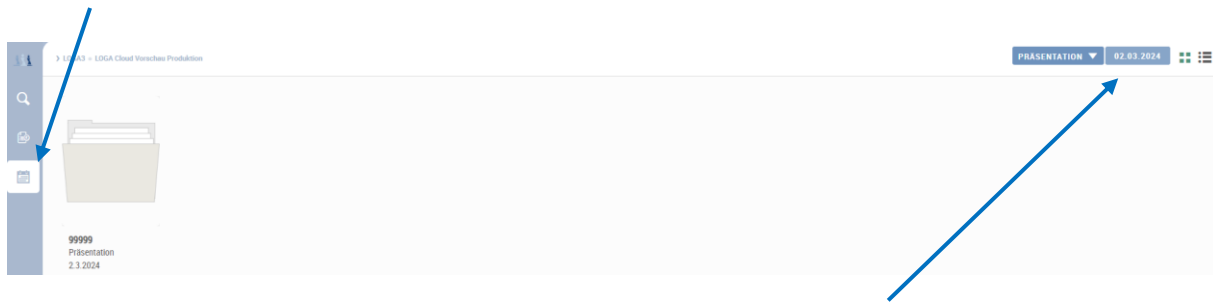 LOGA3 – LOGA Cloud Vorschau Produktion
PRÄSENTATION
02.03.2024
99999
Präsentation
2.3.2024